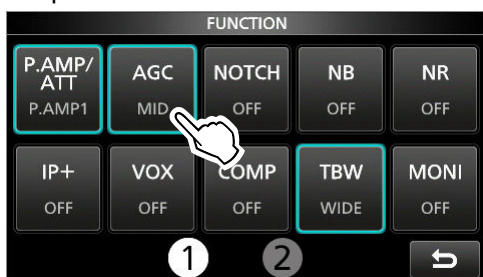 FUNCTION
P.AMP/
ATT
P.AMP1
AGC
MID
NOTCH
OFF
NB
OFF
NR
OFF
IP+
OFF
VOX
OFF
COMP
OFF
TBW
WIDE
MONI
OFF
1
2